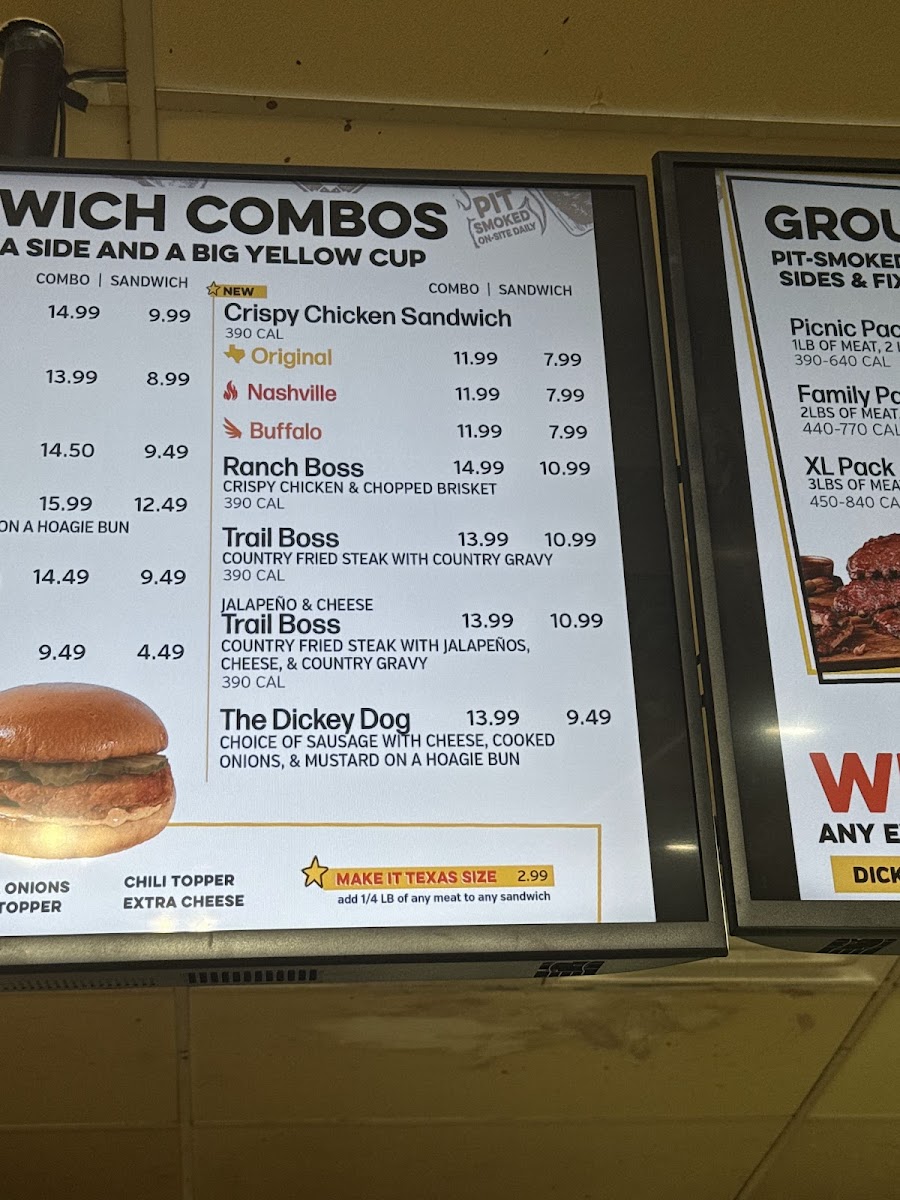 WICH COMBOS
A SIDE AND A BIG YELLOW CUP
PIT
SMOKED
ON-SITE DAILY
COMBO | SANDWICH
14.99 9.99
13.99 8.99
14.50 9.49
15.99 12.49
ON A HOAGIE BUN
14.49 9.49
9.49 4.49
NEW
COMBO | SANDWICH
Crispy Chicken Sandwich
390 CAL
Original 11.99 7.99
Nashville 11.99 7.99
Buffalo 11.99 7.99
Ranch Boss 14.99 10.99
CRISPY CHICKEN & CHOPPED BRISKET
390 CAL
Trail Boss 13.99 10.99
COUNTRY FRIED STEAK WITH COUNTRY GRAVY
390 CAL
JALAPEÑO & CHEESE
Trail Boss 13.99 10.99
COUNTRY FRIED STEAK WITH JALAPEÑOS,
CHEESE, & COUNTRY GRAVY
390 CAL
The Dickey Dog 13.99 9.49
CHOICE OF SAUSAGE WITH CHEESE, COOKED
ONIONS, & MUSTARD ON A HOAGIE BUN
ONIONS
TOPPER
CHILI TOPPER
EXTRA CHEESE
MAKE IT TEXAS SIZE 2.99
add 1/4 LB of any meat to any sandwich
GROU
PIT-SMOKED
SIDES & FIX
Picnic Pac
1LB OF MEAT, 2
390-640 CAL
Family Pa
2LBS OF MEAT
440-770 CAL
XL Pack
3LBS OF MEA
450-840 CA
W
ANY E
DICK